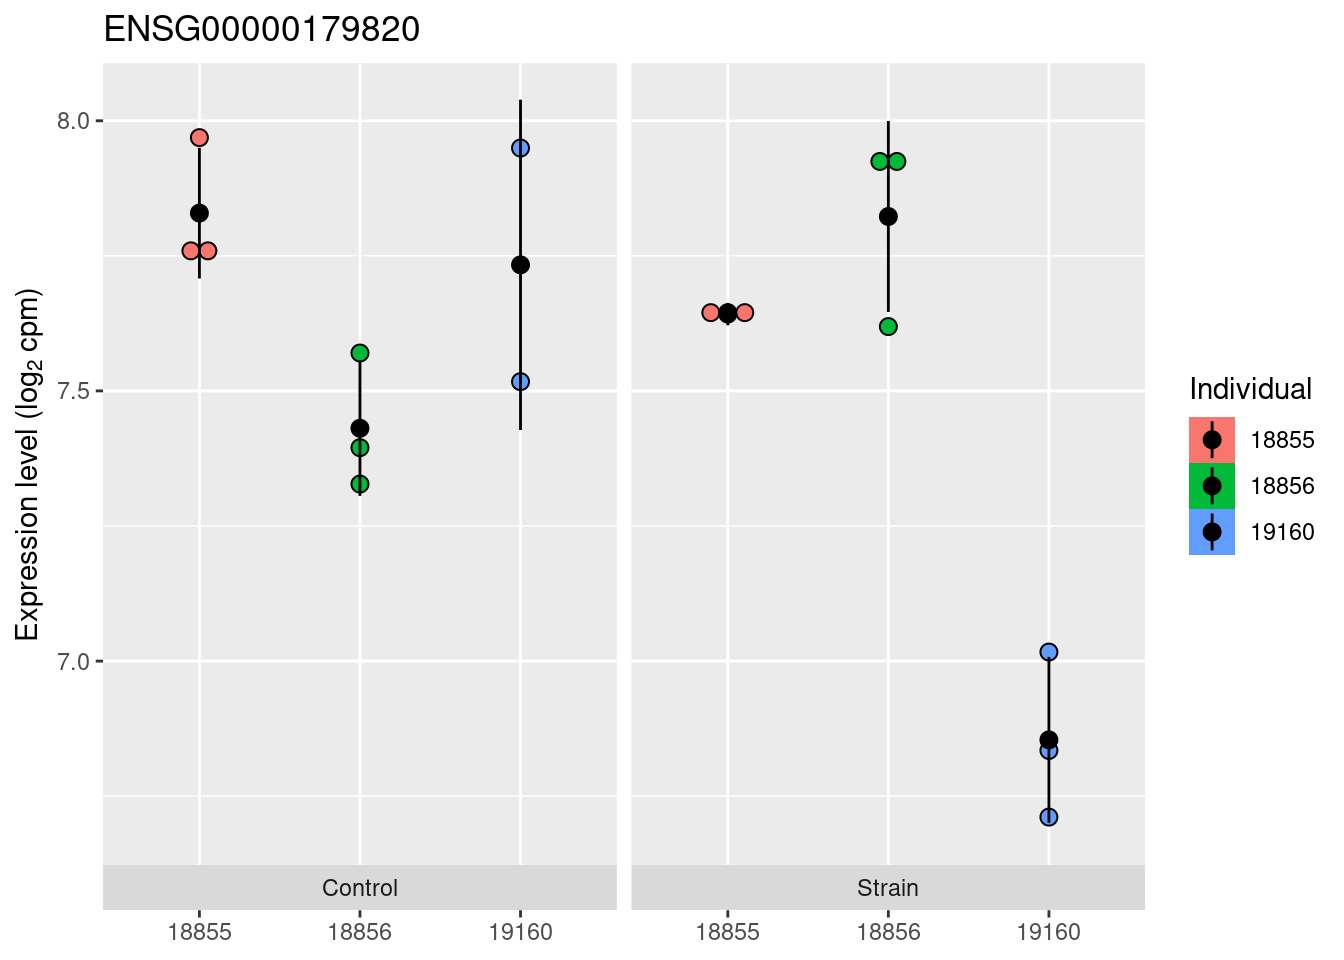 ENSG00000179820
Expression level (log₂ cpm)
8.0
7.5
7.0
Control
Strain
18855 18856 19160
18855 18856 19160
Individual
18855
18856
19160